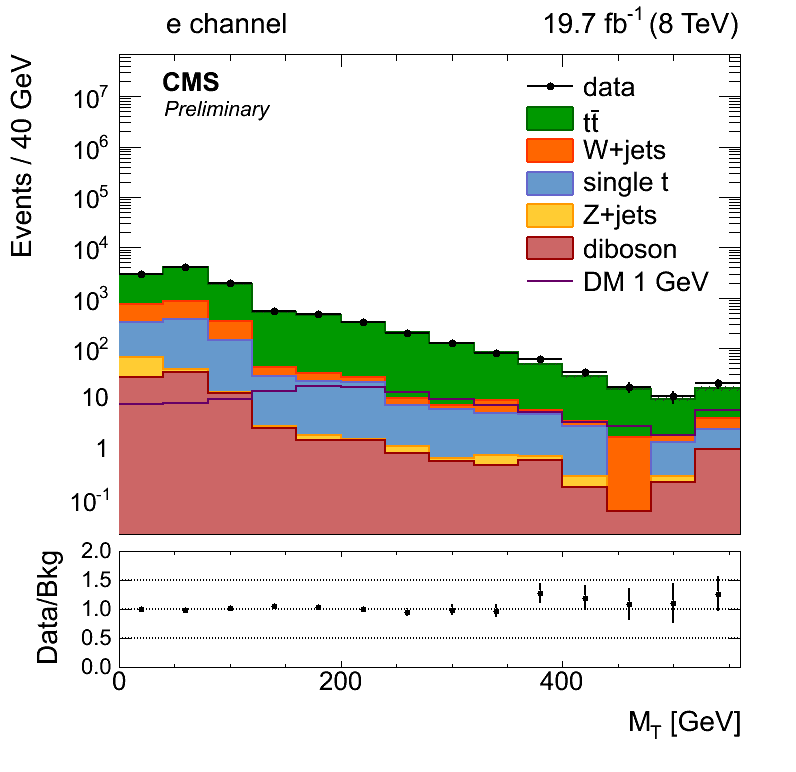 e channel 19.7 fb⁻¹ (8 TeV)
CMS
Preliminary
data
tt̄
W+jets
single t
Z+jets
diboson
DM 1 GeV
Events / 40 GeV
10⁷
10⁶
10⁵
10⁴
10³
10²
10
1
10⁻¹
Data/Bkg
2.0
1.5
1.0
0.5
0.0
0 200 400
M_T [GeV]